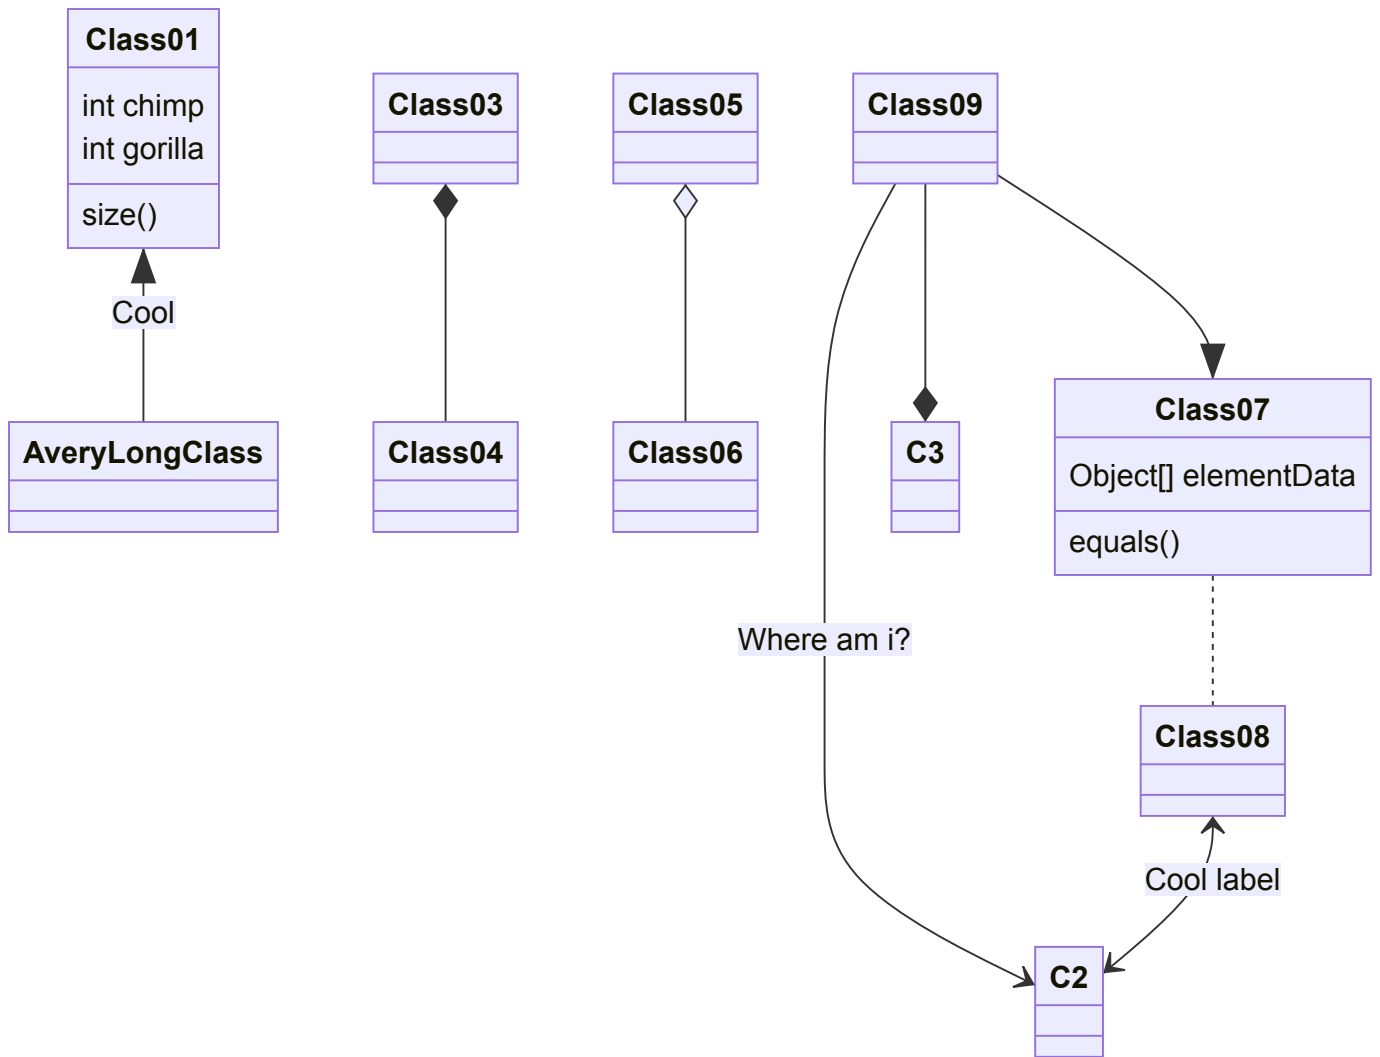 Class01
int chimp
int gorilla
size()
Class03
Class05
Class09
Cool
AveryLongClass
Class04
Class06
C3
Class07
Object[] elementData
equals()
Where am i?
Class08
Cool label
C2